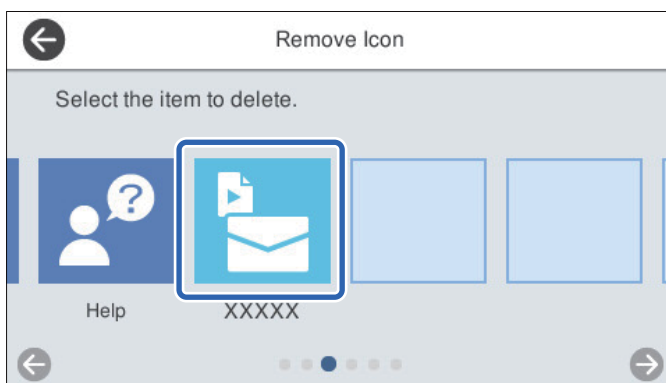 Remove Icon
Select the item to delete.
?
Help
XXXXX